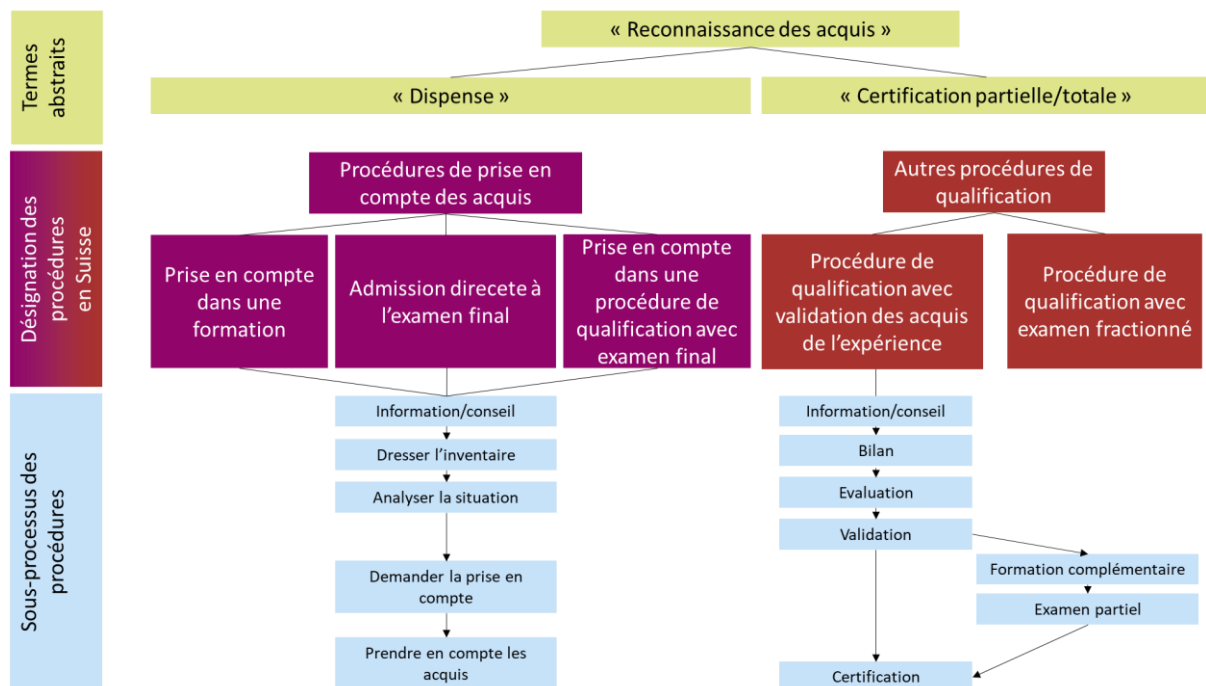 « Reconnaissance des acquis »
Termes
abstraits
« Dispense »
« Certification partielle/totale »
Désignation des
procédures
en Suisse
Procédures de prise en
compte des acquis
Autres procédures de
qualification
Prise en compte
dans une
formation
Admission direcete à
l’examen final
Prise en compte
dans une
procédure de
qualification avec
examen final
Procédure de
qualification avec
validation des acquis
de l’expérience
Procédure de
qualification avec
examen fractionné
Sous-processus des
procédures
Information/conseil
Dresser l’inventaire
Analyser la situation
Demander la prise en
compte
Prendre en compte les
acquis
Information/conseil
Bilan
Evaluation
Validation
Formation complémentaire
Examen partiel
Certification